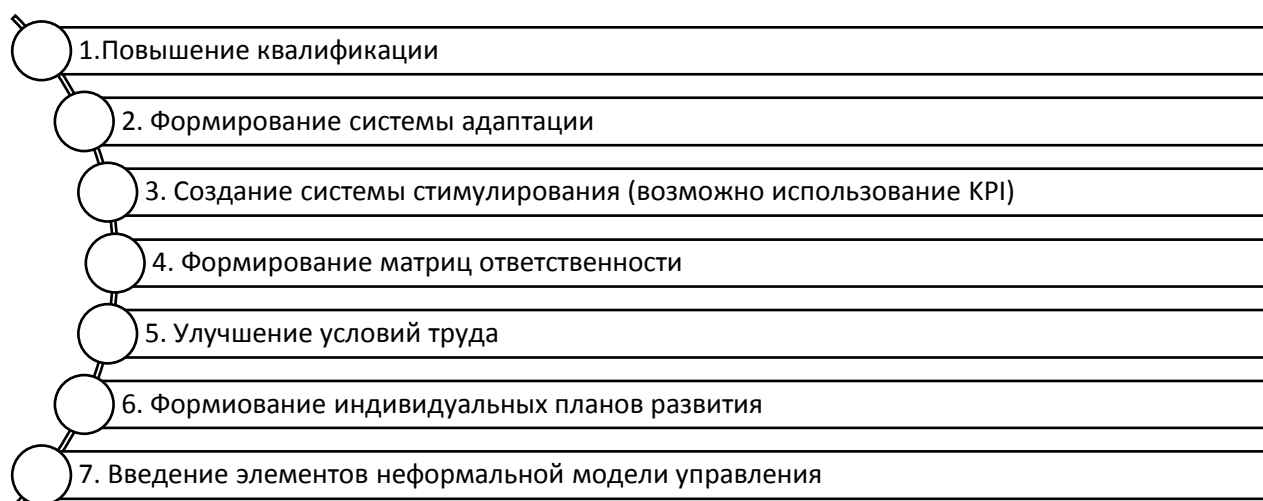 1.Повышение квалификации
2. Формирование системы адаптации
3. Создание системы стимулирования (возможно использование KPI)
4. Формирование матриц ответственности
5. Улучшение условий труда
6. Формиование индивидуальных планов развития
7. Введение элементов неформальной модели управления